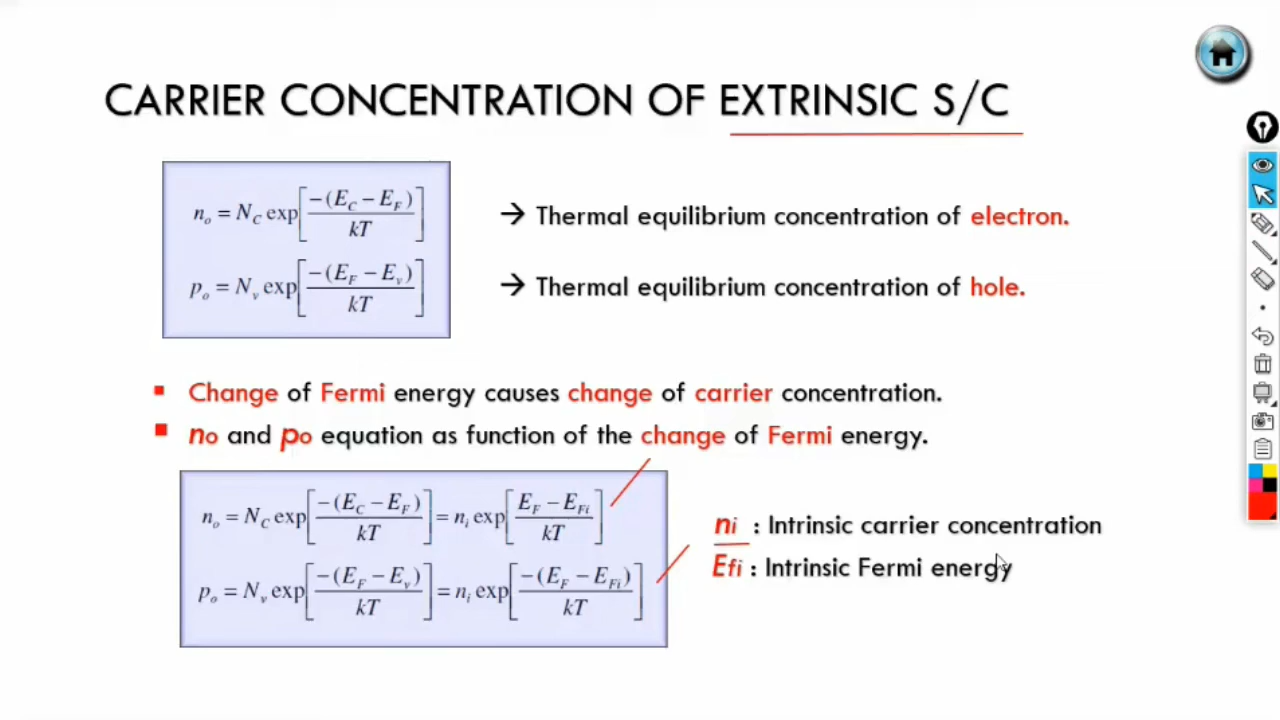 CARRIER CONCENTRATION OF EXTRINSIC S/C
n_o = N_C exp[ −(E_C − E_F) / kT ]
→ Thermal equilibrium concentration of electron.
p_o = N_v exp[ −(E_F − E_v) / kT ]
→ Thermal equilibrium concentration of hole.
▪ Change of Fermi energy causes change of carrier concentration.
▪ no and po equation as function of the change of Fermi energy.
n_o = N_C exp[ −(E_C − E_F) / kT ] = n_i exp[ E_F − E_Fi / kT ]
p_o = N_v exp[ −(E_F − E_v) / kT ] = n_i exp[ −(E_F − E_Fi) / kT ]
ni : Intrinsic carrier concentration
Efi : Intrinsic Fermi energy